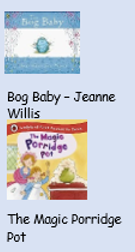 Bog Baby
Bog Baby – Jeanne
Willis
The Magic
Porridge
Pot
The Magic Porridge
Pot